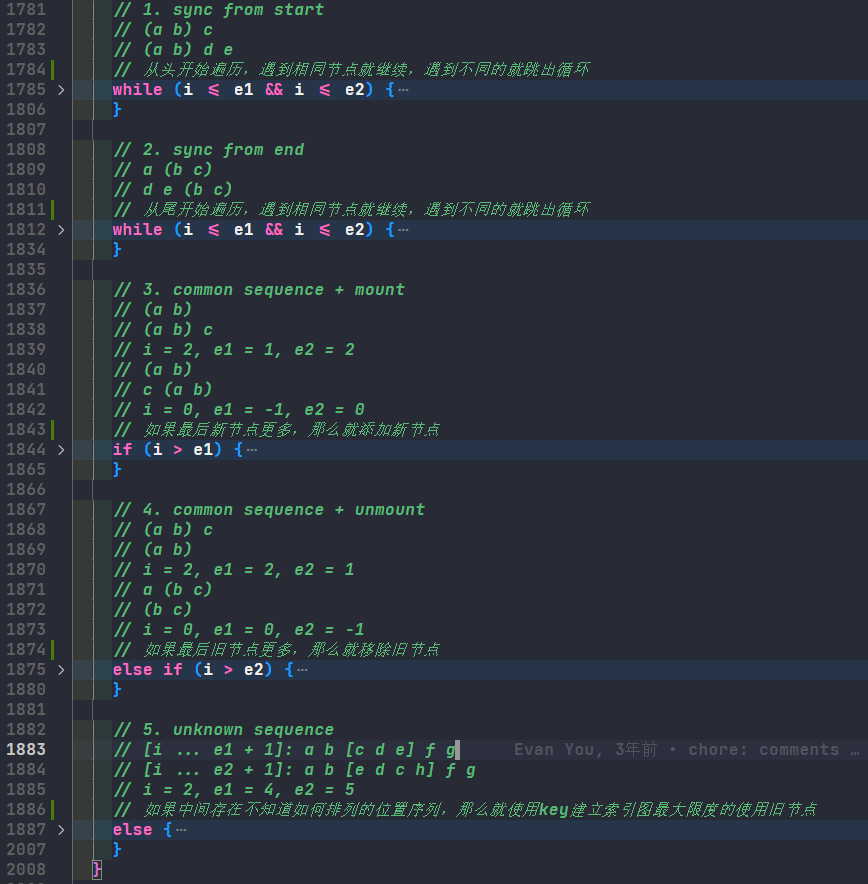 1781 // 1. sync from start
1782 // (a b) c
1783 // (a b) d e
1784 // 从头开始遍历，遇到相同节点就继续，遇到不同的就跳出循环
1785 while (i <= e1 && i <= e2) {…
1806 }
1807
1808 // 2. sync from end
1809 // a (b c)
1810 // d e (b c)
1811 // 从尾开始遍历，遇到相同节点就继续，遇到不同的就跳出循环
1812 while (i <= e1 && i <= e2) {…
1834 }
1835
1836 // 3. common sequence + mount
1837 // (a b)
1838 // (a b) c
1839 // i = 2, e1 = 1, e2 = 2
1840 // (a b)
1841 // c (a b)
1842 // i = 0, e1 = -1, e2 = 0
1843 // 如果最后新节点更多，那么就添加新节点
1844 if (i > e1) {…
1865 }
1866
1867 // 4. common sequence + unmount
1868 // (a b) c
1869 // (a b)
1870 // i = 2, e1 = 2, e2 = 1
1871 // a (b c)
1872 // (b c)
1873 // i = 0, e1 = 0, e2 = -1
1874 // 如果最后旧节点更多，那么就移除旧节点
1875 else if (i > e2) {…
1880 }
1881
1882 // 5. unknown sequence
1883 // [i ... e1 + 1]: a b [c d e] f g Evan You, 3年前 • chore: comments …
1884 // [i ... e2 + 1]: a b [e d c h] f g
1885 // i = 2, e1 = 4, e2 = 5
1886 // 如果中间存在不知道如何排列的位置序列，那么就使用key建立索引图最大限度的使用旧节点
1887 else {…
2007 }
2008 }